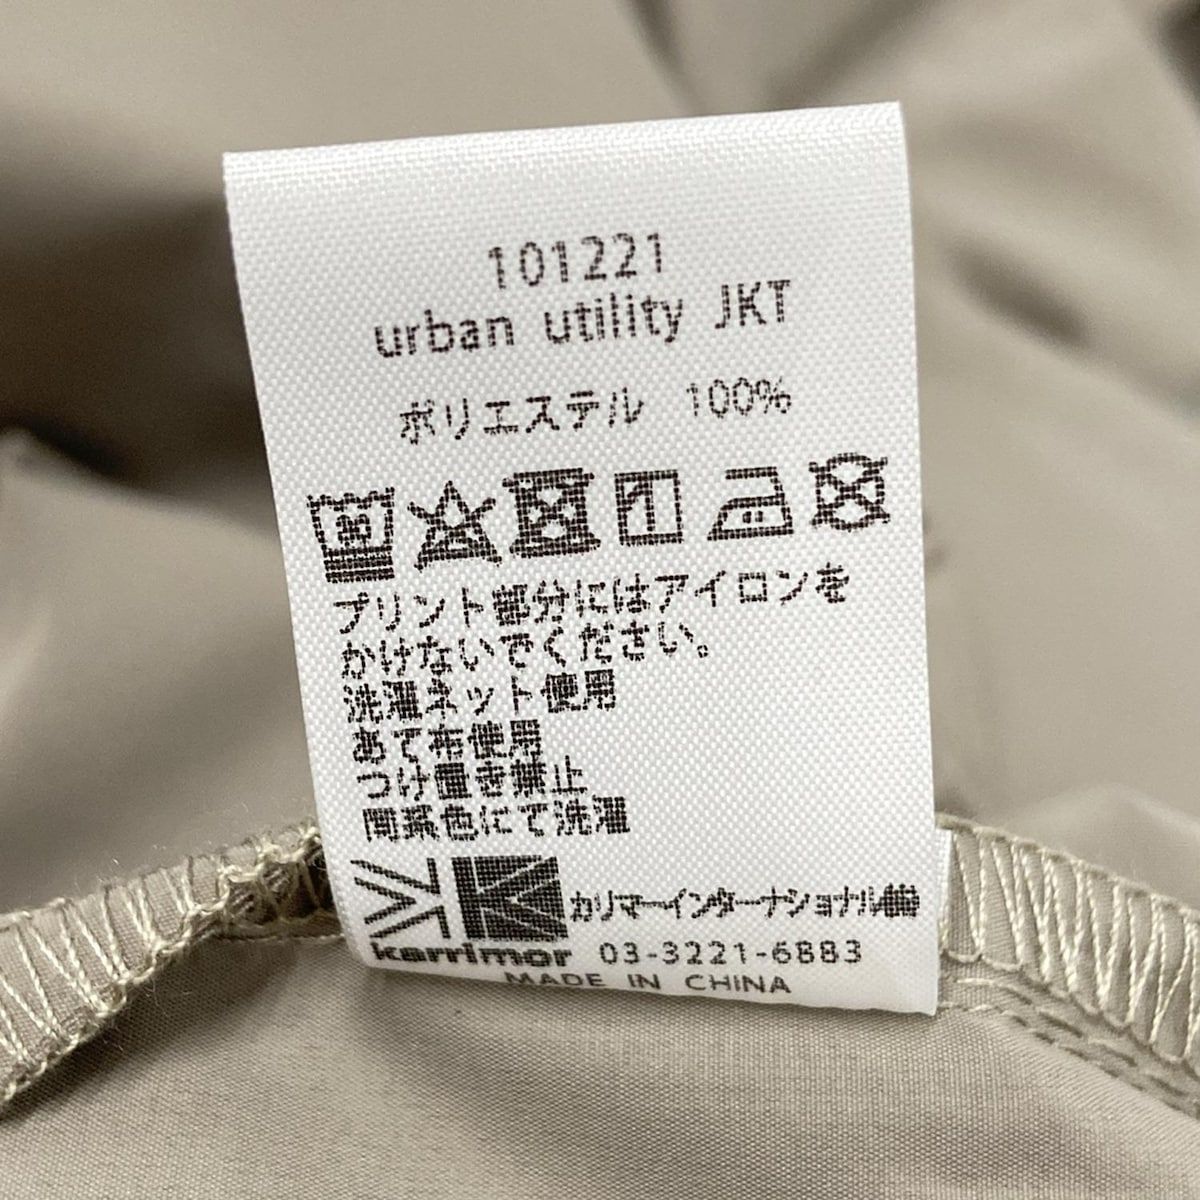 101221
urban utility JKT
ポリエステル 100%
30
プリント部分にはアイロンを
かけないでください。
洗濯ネット使用
あて布使用
つけ置き禁止
同系色にて洗濯
カリマーインターナショナル㈱
karrimor 03-3221-6883
MADE IN CHINA